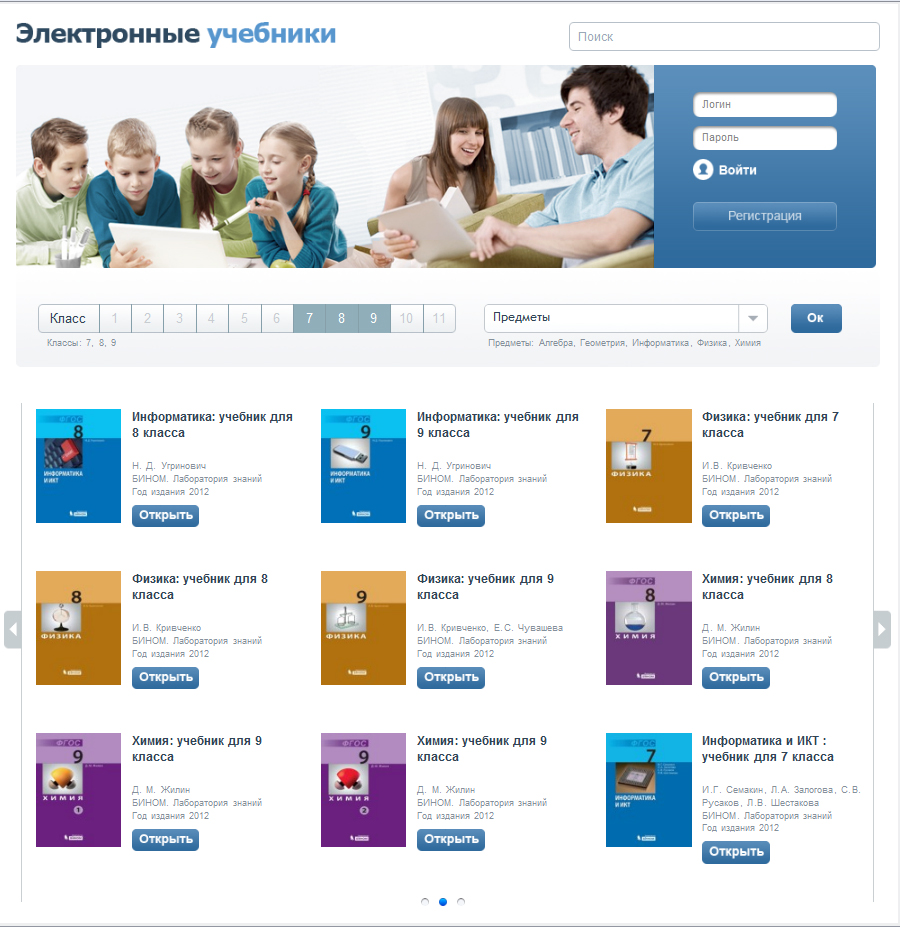 Электронные учебники
Поиск
Логин
Пароль
Войти
Регистрация
Класс 1 2 3 4 5 6 7 8 9 10 11
Предметы
Ок
Классы: 7, 8, 9
Предметы: Алгебра, Геометрия, Информатика, Физика, Химия
ФГОС
8
ИНФОРМАТИКА
И ИКТ
Информатика: учебник для
8 класса
Н. Д. Угринович
БИНОМ. Лаборатория знаний
Год издания 2012
Открыть
ФГОС
9
ИНФОРМАТИКА
И ИКТ
Информатика: учебник для
9 класса
Н. Д. Угринович
БИНОМ. Лаборатория знаний
Год издания 2012
Открыть
7
ФИЗИКА
Физика: учебник для 7
класса
И.В. Кривченко
БИНОМ. Лаборатория знаний
Год издания 2012
Открыть
8
ФИЗИКА
Физика: учебник для 8
класса
И.В. Кривченко
БИНОМ. Лаборатория знаний
Год издания 2012
Открыть
9
ФИЗИКА
Физика: учебник для 9
класса
И.В. Кривченко, Е.С. Чувашева
БИНОМ. Лаборатория знаний
Год издания 2012
Открыть
ФГОС
8
ХИМИЯ
Химия: учебник для 8
класса
Д. М. Жилин
БИНОМ. Лаборатория знаний
Год издания 2012
Открыть
ФГОС
9
ХИМИЯ
1
Химия: учебник для 9
класса
Д. М. Жилин
БИНОМ. Лаборатория знаний
Год издания 2012
Открыть
ФГОС
9
ХИМИЯ
2
Химия: учебник для 9
класса
Д. М. Жилин
БИНОМ. Лаборатория знаний
Год издания 2012
Открыть
ФГОС
7
ИНФОРМАТИКА
И ИКТ
Информатика и ИКТ :
учебник для 7 класса
И.Г. Семакин, Л.А. Залогова, С.В.
Русаков, Л.В. Шестакова
БИНОМ. Лаборатория знаний
Год издания 2012
Открыть